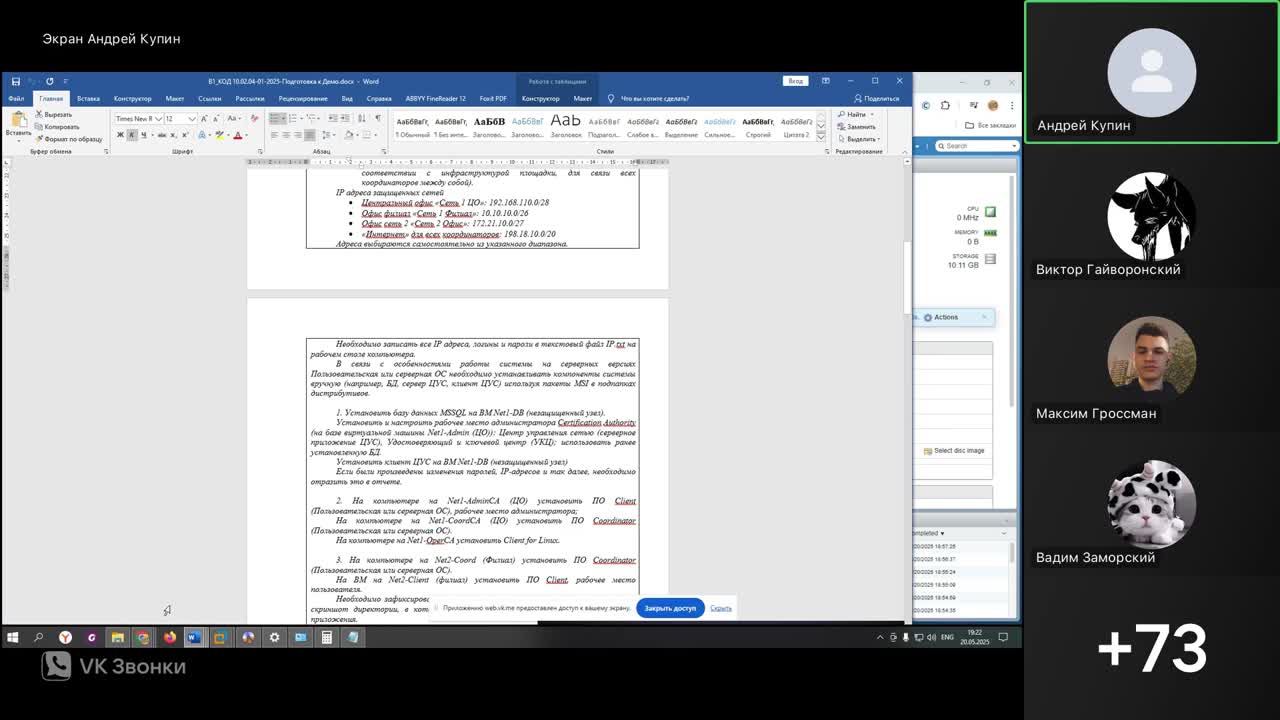 Экран Андрей Купин
В1_КОД 10.02.04-01-2025-Подготовка к Демо.docx - Word
Работа с таблицами
Вход
Файл Главная Вставка Конструктор Макет Ссылки Рассылки Рецензирование Вид Справка ABBYY FineReader 12 Foxit PDF Конструктор Макет Что вы хотите сделать? Поделиться
Вставить
Вырезать
Копировать
Формат по образцу
Буфер обмена
Times New R 12
Шрифт
Абзац
АаБбВвГг, АаБбВвГг, АаБбВ АаБбВвГг АаБ АаБбВвГг АаБбВвГг АаБбВвГг АаБбВвГг АаБбВвГг, АаБбВвГг
¶ Обычный ¶ Без инте... Заголово... Заголово... Заголовок Подзагол... Слабое в... Выделение Сильное... Строгий Цитата 2
Стили
Найти
Заменить
Выделить
Редактирование
соответствии с инфраструктурой площадки, для связи всех
координаторов между собой).
IP адреса защищенных сетей
• Центральный офис «Сеть 1 ЦО»: 192.168.110.0/28
• Офис филиал «Сеть 1 Филиал»: 10.10.10.0/26
• Офис сеть 2 «Сеть 2 Офис»: 172.21.10.0/27
• «Интернет» для всех координаторов: 198.18.10.0/20
Адреса выбираются самостоятельно из указанного диапазона.
Необходимо записать все IP адреса, логины и пароли в текстовый файл IP.txt на
рабочем столе компьютера.
В связи с особенностями работы системы на серверных версиях
Пользовательская или серверная ОС необходимо устанавливать компоненты системы
вручную (например, БД, сервер ЦУС, клиент ЦУС) используя пакеты MSI в подпапках
дистрибутивов.
1. Установить базу данных MSSQL на ВМ Net1-DB (незащищенный узел).
Установить и настроить рабочее место администратора Certification Authority
(на базе виртуальной машины Net1-Admin (ЦО)): Центр управления сетью (серверное
приложение ЦУС), Удостоверяющий и ключевой центр (УКЦ); использовать ранее
установленную БД.
Установить клиент ЦУС на ВМ Net1-DB (незащищенный узел)
Если были произведены изменения паролей, IP-адресов и так далее, необходимо
отразить это в отчете.
2. На компьютере на Net1-AdminCA (ЦО) установить ПО Client
(Пользовательская или серверная ОС), рабочее место администратора;
На компьютере на Net1-CoordCA (ЦО) установить ПО Coordinator
(Пользовательская или серверная ОС).
На компьютере на Net1-OperCA установить Client for Linux.
3. На компьютере на Net2-Coord (Филиал) установить ПО Coordinator
(Пользовательская или серверная ОС).
На ВМ на Net2-Client (филиал) установить ПО Client, рабочее место
пользователя.
Необходимо зафиксирова
скриншот директории, в кот
приложения.
Приложению web.vk.me предоставлен доступ к вашему экрану.
Закрыть доступ
Скрыть
Все закладки
Search
CPU
0 MHz
MEMORY
0 B
STORAGE
10.11 GB
Actions
Select disc image
ompleted
20/2025 18:57:25
20/2025 18:56:37
20/2025 18:55:24
20/2025 18:55:09
20/2025 18:54:59
20/2025 18:54:35
ENG
19:22
20.05.2025
VK Звонки
Андрей Купин
Виктор Гайворонский
Максим Гроссман
Вадим Заморский
+73